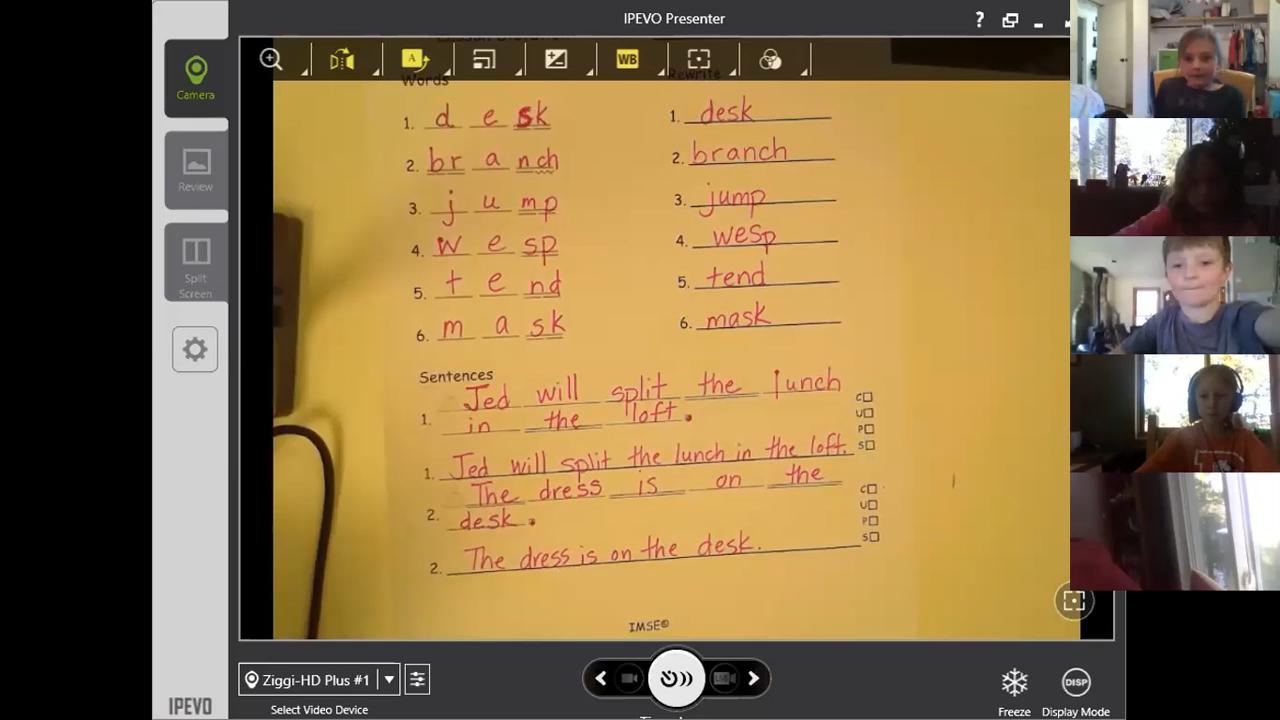 IPEVO Presenter
?
Camera
Review
Split
Screen
IPEVO
A
WB
Words
Rewrite
1. d e sk
1. desk
2. br a nch
2. branch
3. j u mp
3. jump
4. w e sp
4. wesp
5. t e nd
5. tend
6. m a sk
6. mask
Sentences
1. Jed will split the lunch
in the loft.
C
U
P
S
1. Jed will split the lunch in the loft.
2. The dress is on the
desk.
C
U
P
S
2. The dress is on the desk.
IMSE©
Ziggi-HD Plus #1
Select Video Device
Freeze
DISP
Display Mode